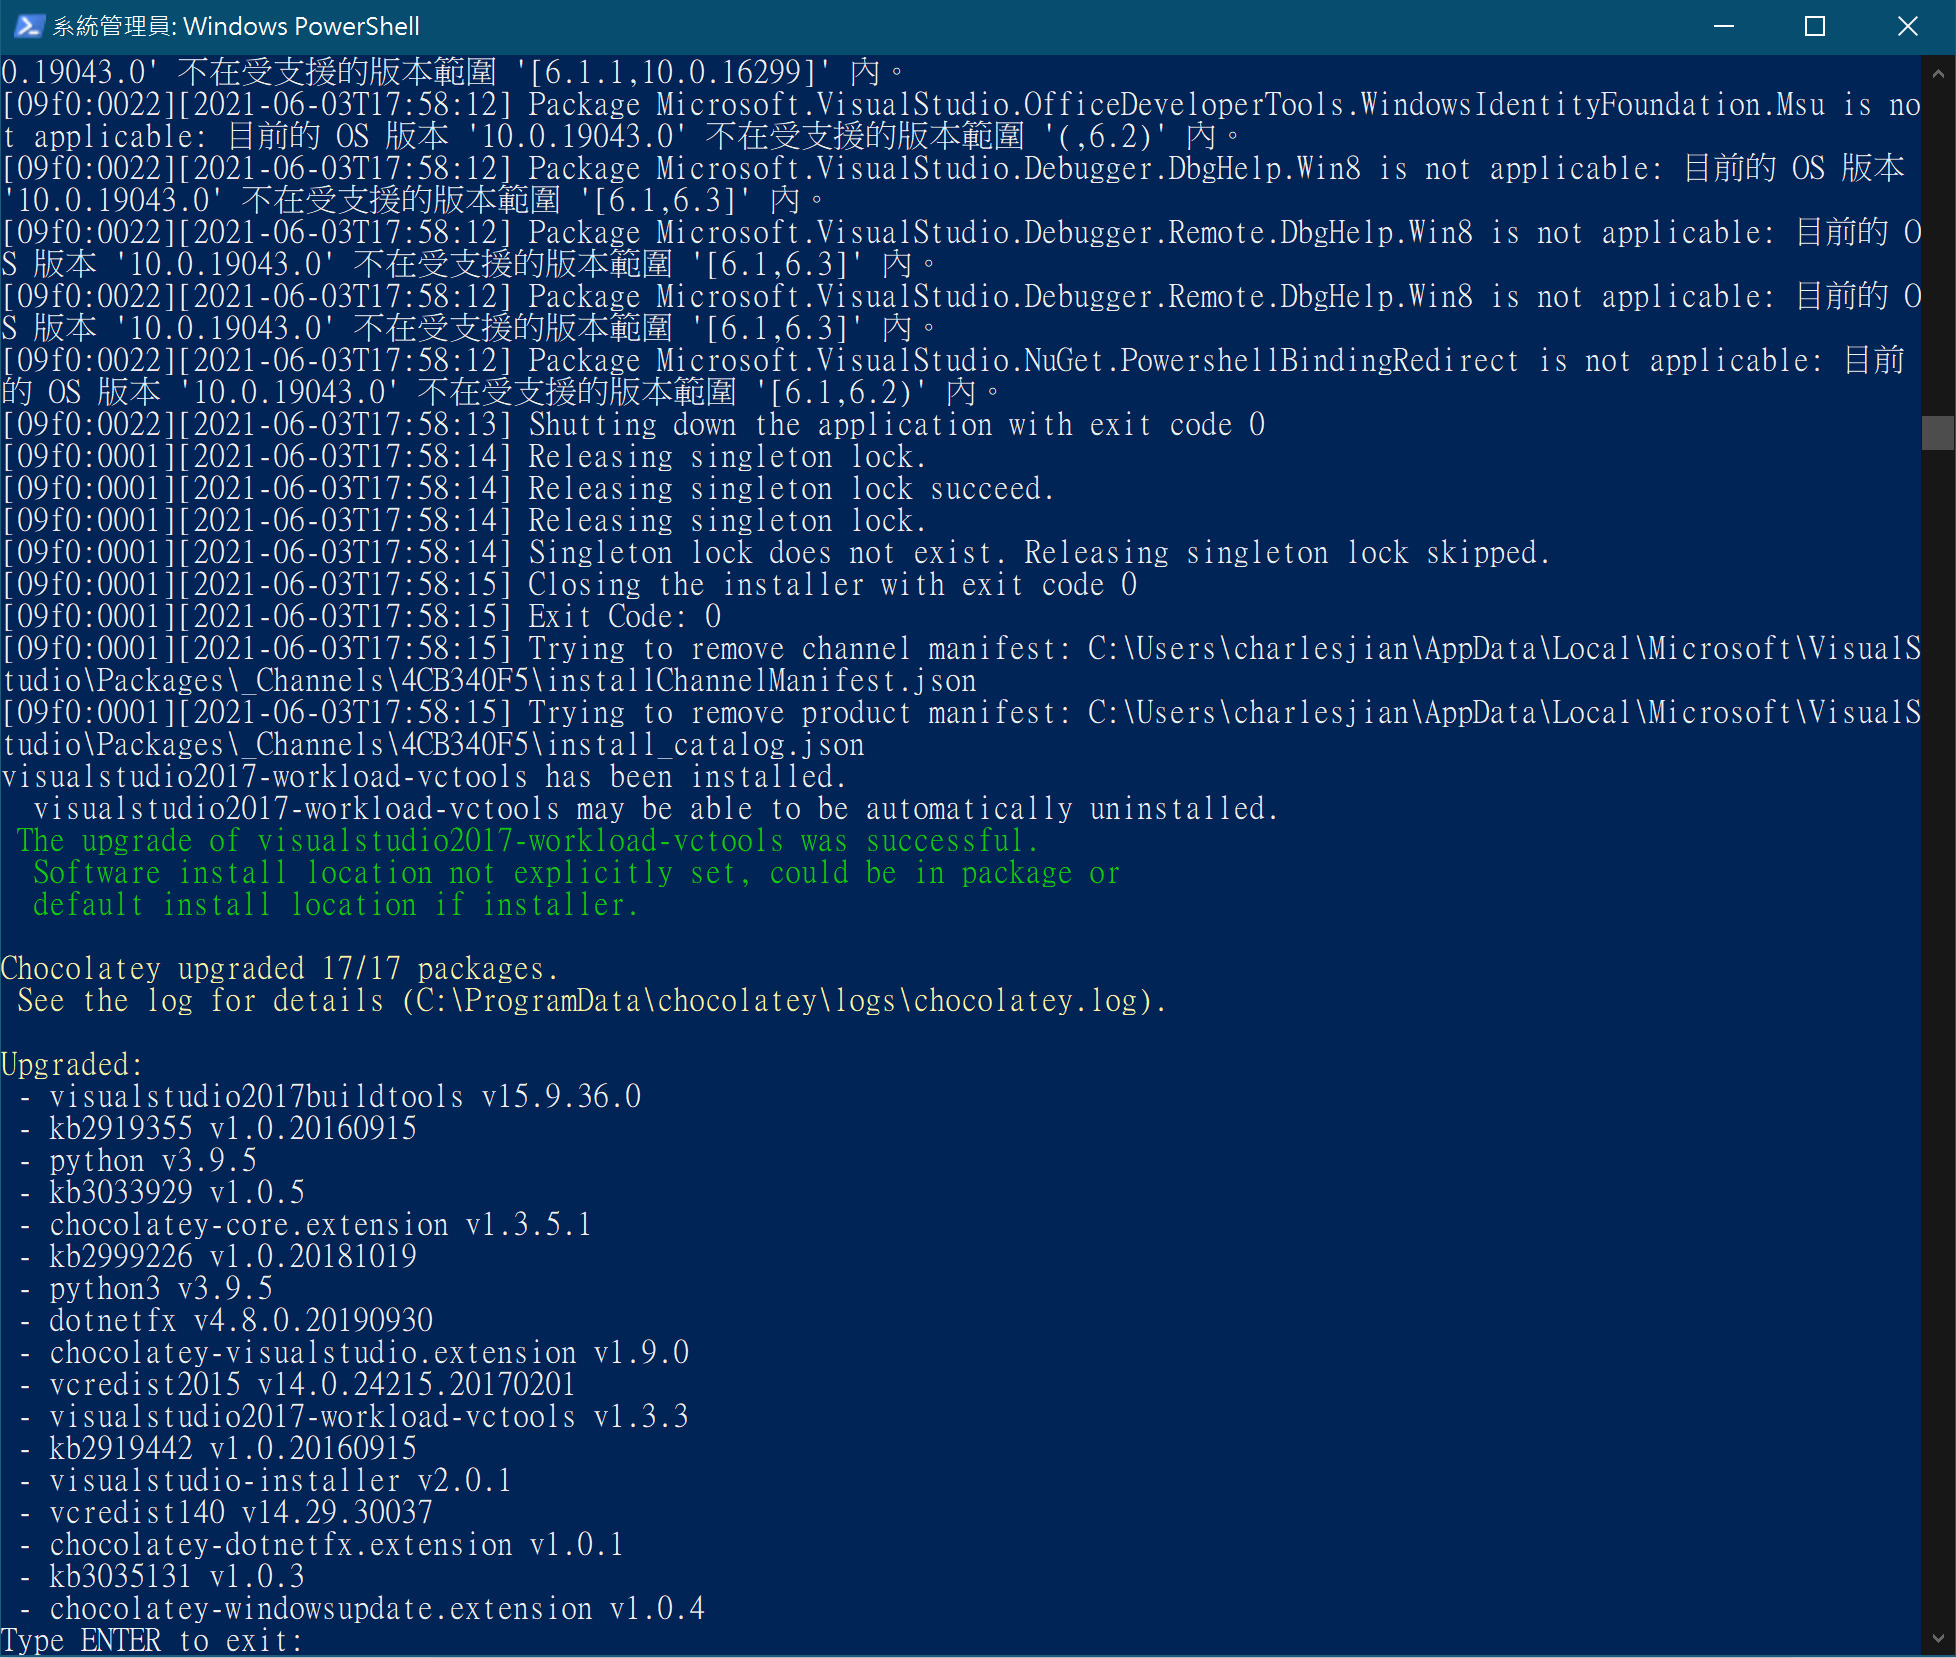 系統管理員: Windows PowerShell
0.19043.0' 不在受支援的版本範圍 '[6.1.1,10.0.16299]' 內。
[09f0:0022][2021-06-03T17:58:12] Package Microsoft.VisualStudio.OfficeDeveloperTools.WindowsIdentityFoundation.Msu is no
t applicable: 目前的 OS 版本 '10.0.19043.0' 不在受支援的版本範圍 '(,6.2)' 內。
[09f0:0022][2021-06-03T17:58:12] Package Microsoft.VisualStudio.Debugger.DbgHelp.Win8 is not applicable: 目前的 OS 版本
'10.0.19043.0' 不在受支援的版本範圍 '[6.1,6.3]' 內。
[09f0:0022][2021-06-03T17:58:12] Package Microsoft.VisualStudio.Debugger.Remote.DbgHelp.Win8 is not applicable: 目前的 O
S 版本 '10.0.19043.0' 不在受支援的版本範圍 '[6.1,6.3]' 內。
[09f0:0022][2021-06-03T17:58:12] Package Microsoft.VisualStudio.Debugger.Remote.DbgHelp.Win8 is not applicable: 目前的 O
S 版本 '10.0.19043.0' 不在受支援的版本範圍 '[6.1,6.3]' 內。
[09f0:0022][2021-06-03T17:58:12] Package Microsoft.VisualStudio.NuGet.PowershellBindingRedirect is not applicable: 目前
的 OS 版本 '10.0.19043.0' 不在受支援的版本範圍 '[6.1,6.2)' 內。
[09f0:0022][2021-06-03T17:58:13] Shutting down the application with exit code 0
[09f0:0001][2021-06-03T17:58:14] Releasing singleton lock.
[09f0:0001][2021-06-03T17:58:14] Releasing singleton lock succeed.
[09f0:0001][2021-06-03T17:58:14] Releasing singleton lock.
[09f0:0001][2021-06-03T17:58:14] Singleton lock does not exist. Releasing singleton lock skipped.
[09f0:0001][2021-06-03T17:58:15] Closing the installer with exit code 0
[09f0:0001][2021-06-03T17:58:15] Exit Code: 0
[09f0:0001][2021-06-03T17:58:15] Trying to remove channel manifest: C:\Users\charlesjian\AppData\Local\Microsoft\VisualS
tudio\Packages\_Channels\4CB340F5\installChannelManifest.json
[09f0:0001][2021-06-03T17:58:15] Trying to remove product manifest: C:\Users\charlesjian\AppData\Local\Microsoft\VisualS
tudio\Packages\_Channels\4CB340F5\install_catalog.json
visualstudio2017-workload-vctools has been installed.
  visualstudio2017-workload-vctools may be able to be automatically uninstalled.
 The upgrade of visualstudio2017-workload-vctools was successful.
  Software install location not explicitly set, could be in package or
  default install location if installer.
Chocolatey upgraded 17/17 packages.
 See the log for details (C:\ProgramData\chocolatey\logs\chocolatey.log).
Upgraded:
 - visualstudio2017buildtools v15.9.36.0
 - kb2919355 v1.0.20160915
 - python v3.9.5
 - kb3033929 v1.0.5
 - chocolatey-core.extension v1.3.5.1
 - kb2999226 v1.0.20181019
 - python3 v3.9.5
 - dotnetfx v4.8.0.20190930
 - chocolatey-visualstudio.extension v1.9.0
 - vcredist2015 v14.0.24215.20170201
 - visualstudio2017-workload-vctools v1.3.3
 - kb2919442 v1.0.20160915
 - visualstudio-installer v2.0.1
 - vcredist140 v14.29.30037
 - chocolatey-dotnetfx.extension v1.0.1
 - kb3035131 v1.0.3
 - chocolatey-windowsupdate.extension v1.0.4
Type ENTER to exit: